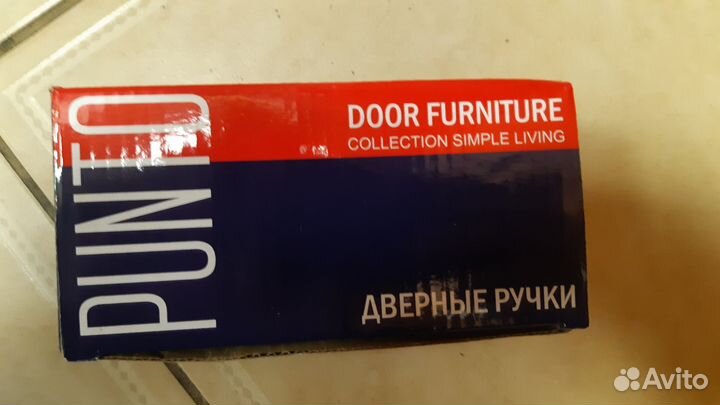 PUNTO
DOOR FURNITURE
COLLECTION SIMPLE LIVING
ДВЕРНЫЕ РУЧКИ
Avito